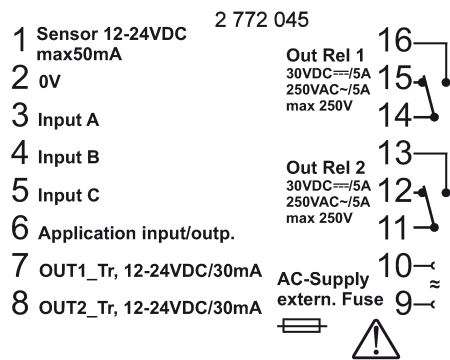 2 772 045
1 Sensor 12-24VDC
max50mA
2 0V
3 Input A
4 Input B
5 Input C
6 Application input/outp.
7 OUT1_Tr, 12-24VDC/30mA
8 OUT2_Tr, 12-24VDC/30mA
16
Out Rel 1
30VDC⎓/5A 15
250VAC~/5A
max 250V 14
13
Out Rel 2
30VDC⎓/5A 12
250VAC~/5A
max 250V 11
10
AC-Supply ≈
extern. Fuse 9